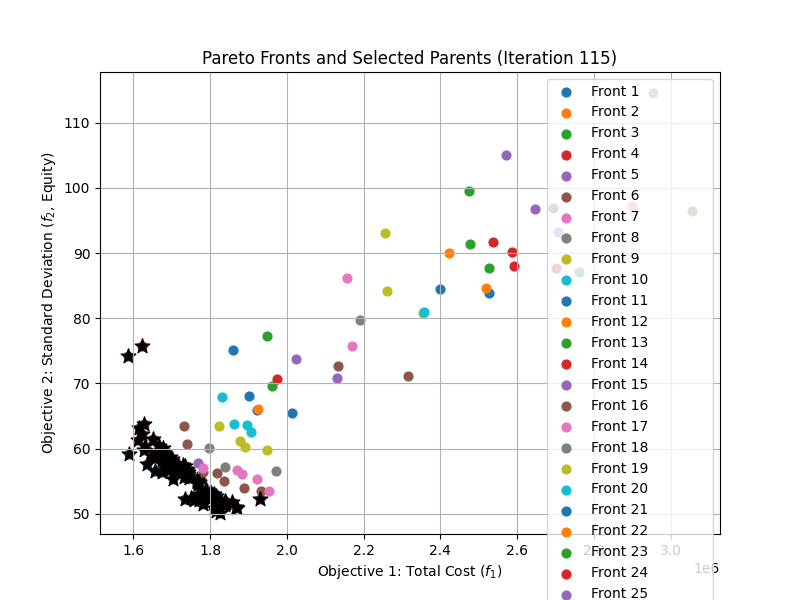 Pareto Fronts and Selected Parents (Iteration 115)
Objective 2: Standard Deviation (f2, Equity)
110
100
90
80
70
60
50
1.6
1.8
2.0
2.2
2.4
2.6
3.0
1e6
Objective 1: Total Cost (f1)
Front 1
Front 2
Front 3
Front 4
Front 5
Front 6
Front 7
Front 8
Front 9
Front 10
Front 11
Front 12
Front 13
Front 14
Front 15
Front 16
Front 17
Front 18
Front 19
Front 20
Front 21
Front 22
Front 23
Front 24
Front 25